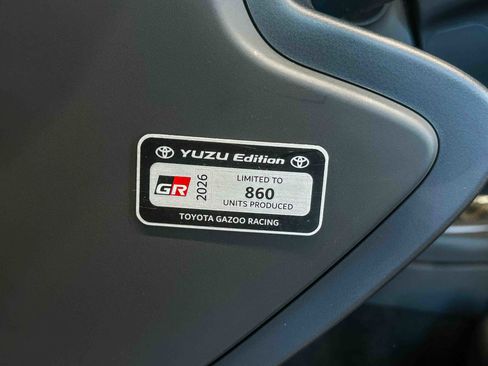 YUZU Edition
GR 2026 LIMITED TO
860
UNITS PRODUCED
TOYOTA GAZOO RACING